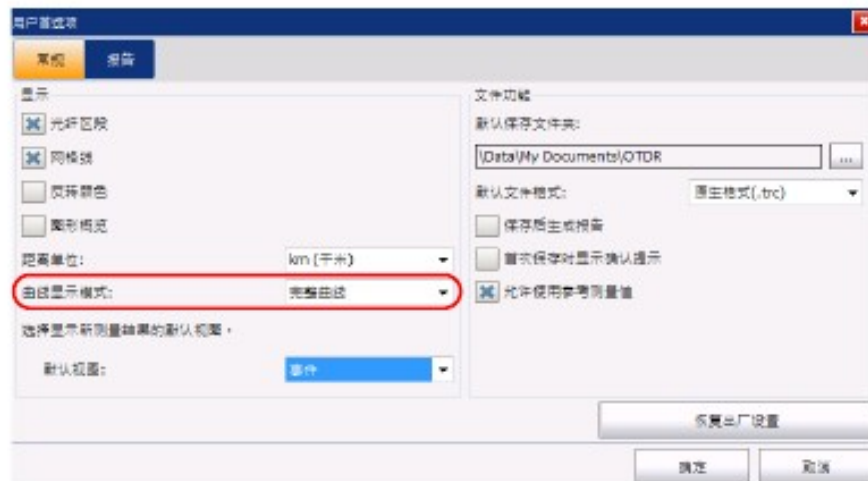 用户首选项
常规
报告
显示
光纤区段
网格线
反转颜色
图形概览
距离单位:
km (千米)
曲线显示模式:
完整曲线
选择显示新测量结果的默认视图。
默认视图:
事件
文件功能
默认保存文件夹:
\Data\My Documents\OTDR
...
默认文件格式:
原生格式(.trc)
保存后生成报告
首次保存时显示确认提示
允许使用参考测量值
恢复出厂设置
确定
取消